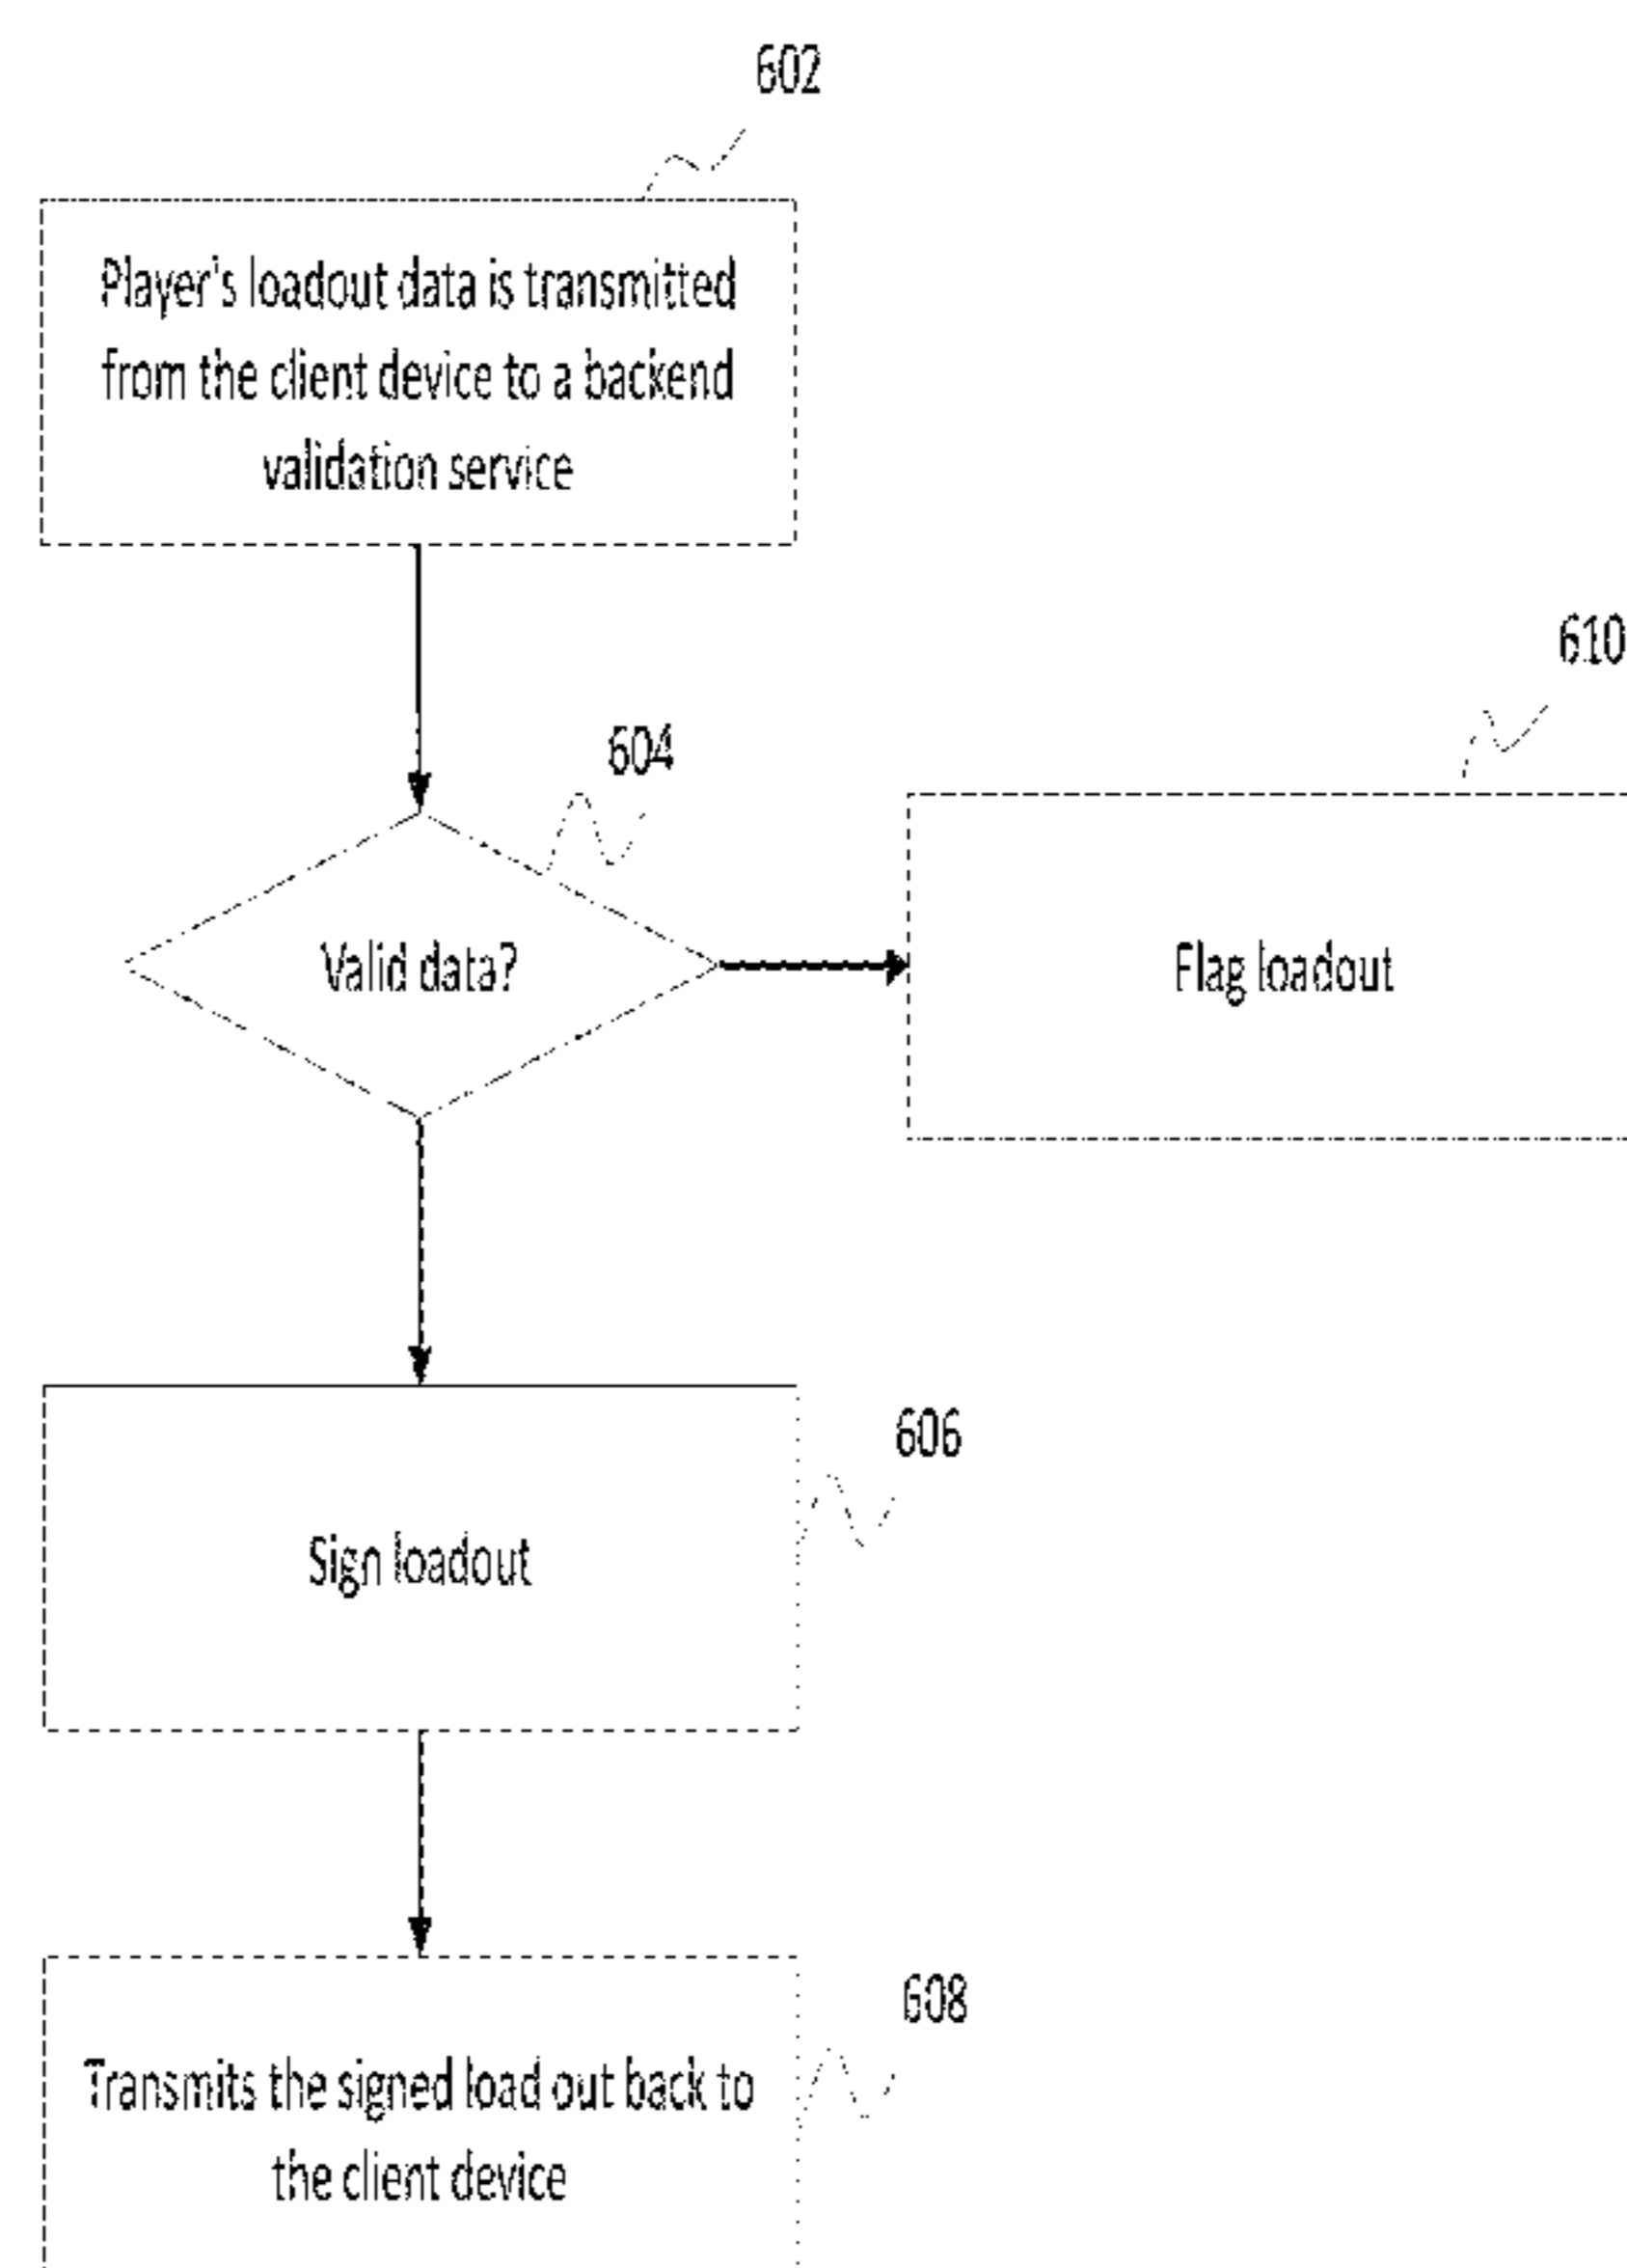 602
Player's loadout data is transmitted
from the client device to a backend
validation service
610
604
Valid data?
Flag loadout
606
Sign loadout
608
Transmits the signed load out back to
the client device